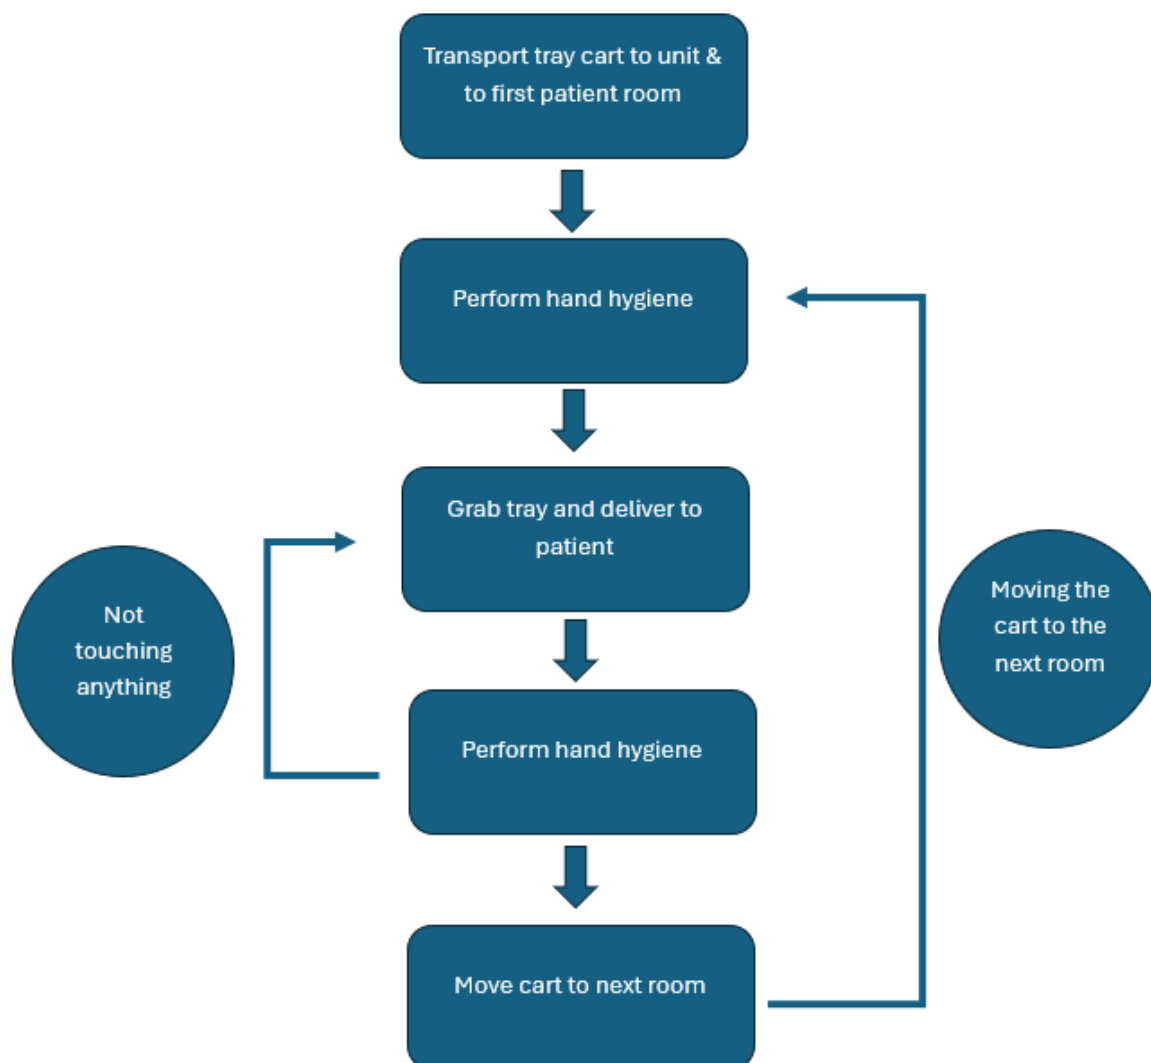 Transport tray cart to unit &
to first patient room
Perform hand hygiene
Grab tray and deliver to
patient
Not
touching
anything
Moving the
cart to the
next room
Perform hand hygiene
Move cart to next room